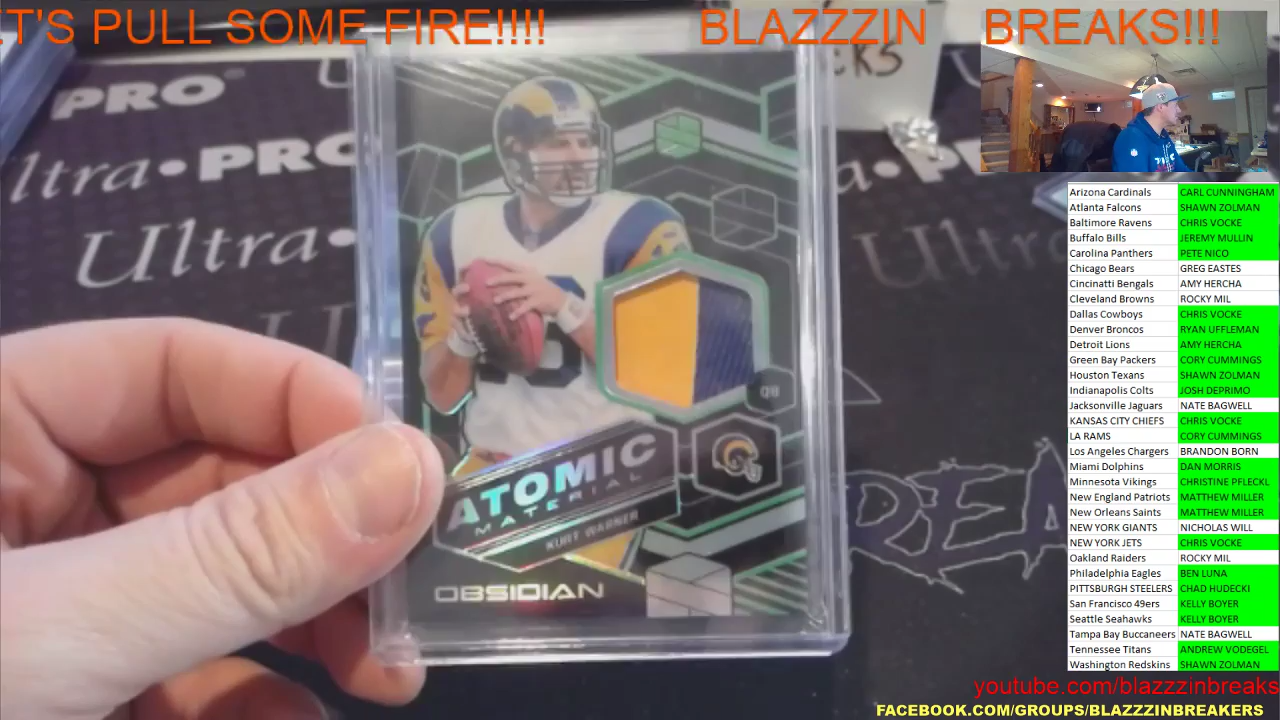 T'S PULL SOME FIRE!!!! BLAZZZIN BREAKS!!!
PRO
ltra•PRO
Ultra•
ATOMIC
MATERIAL
KURT WARNER
OBSIDIAN
QB
Arizona Cardinals CARL CUNNINGHAM
Atlanta Falcons SHAWN ZOLMAN
Baltimore Ravens CHRIS VOCKE
Buffalo Bills JEREMY MULLIN
Carolina Panthers PETE NICO
Chicago Bears GREG EASTES
Cincinatti Bengals AMY HERCHA
Cleveland Browns ROCKY MIL
Dallas Cowboys CHRIS VOCKE
Denver Broncos RYAN UFFLEMAN
Detroit Lions AMY HERCHA
Green Bay Packers CORY CUMMINGS
Houston Texans SHAWN ZOLMAN
Indianapolis Colts JOSH DEPRIMO
Jacksonville Jaguars NATE BAGWELL
KANSAS CITY CHIEFS CHRIS VOCKE
LA RAMS CORY CUMMINGS
Los Angeles Chargers BRANDON BORN
Miami Dolphins DAN MORRIS
Minnesota Vikings CHRISTINE PFLECKL
New England Patriots MATTHEW MILLER
New Orleans Saints MATTHEW MILLER
NEW YORK GIANTS NICHOLAS WILL
NEW YORK JETS CHRIS VOCKE
Oakland Raiders ROCKY MIL
Philadelphia Eagles BEN LUNA
PITTSBURGH STEELERS CHAD HUDECKI
San Francisco 49ers KELLY BOYER
Seattle Seahawks KELLY BOYER
Tampa Bay Buccaneers NATE BAGWELL
Tennessee Titans ANDREW VODEGEL
Washington Redskins SHAWN ZOLMAN
youtube.com/blazzzinbreaks
FACEBOOK.COM/GROUPS/BLAZZZINBREAKERS